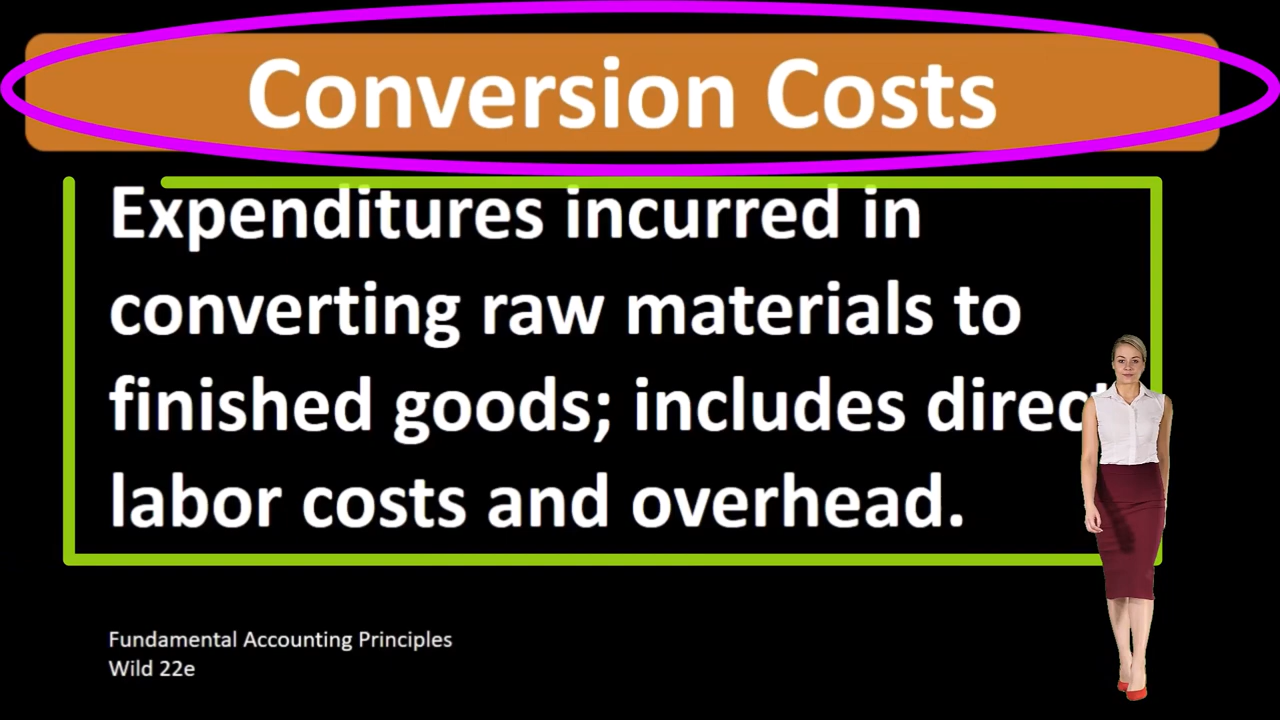 Conversion Costs
Expenditures incurred in
converting raw materials to
finished goods; includes direct
labor costs and overhead.
Fundamental Accounting Principles
Wild 22e